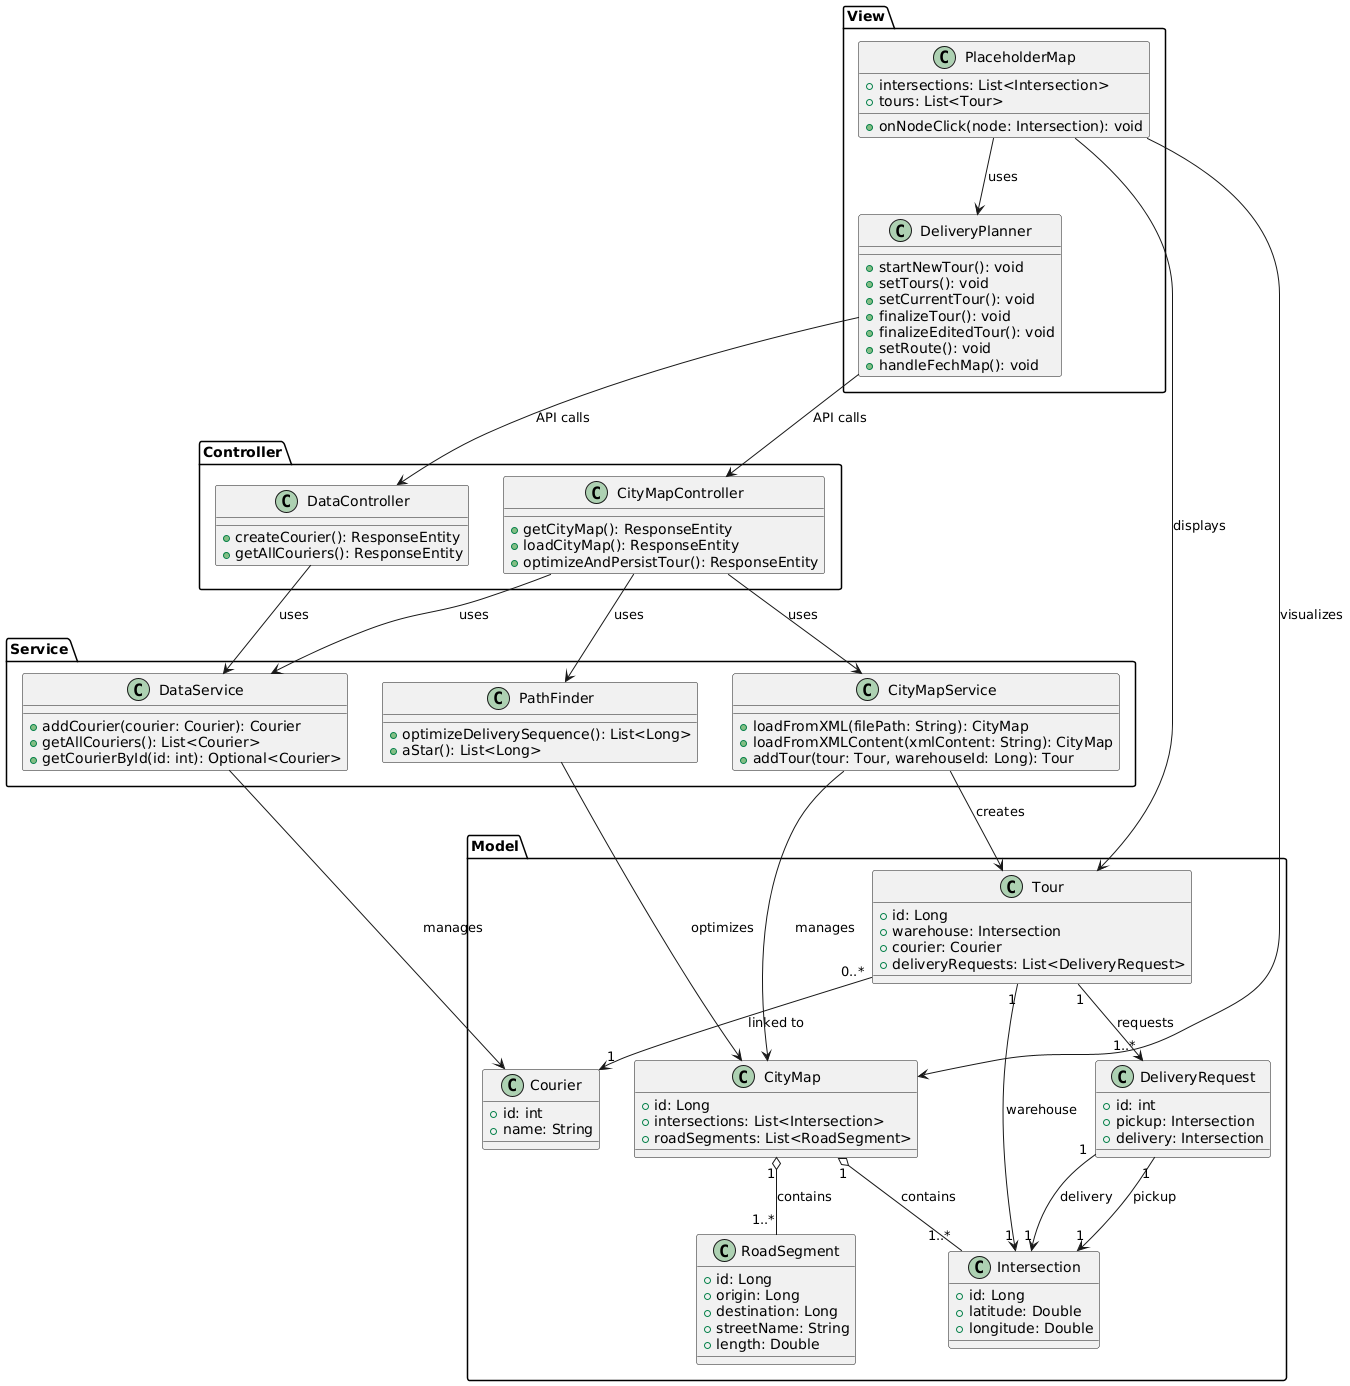 View
C PlaceholderMap
intersections: List<Intersection>
tours: List<Tour>
onNodeClick(node: Intersection): void
uses
C DeliveryPlanner
startNewTour(): void
setTours(): void
setCurrentTour(): void
finalizeTour(): void
finalizeEditedTour(): void
setRoute(): void
handleFechMap(): void
API calls
API calls
Controller
C DataController
createCourier(): ResponseEntity
getAllCouriers(): ResponseEntity
C CityMapController
getCityMap(): ResponseEntity
loadCityMap(): ResponseEntity
optimizeAndPersistTour(): ResponseEntity
displays
uses
uses
uses
uses
visualizes
Service
C DataService
addCourier(courier: Courier): Courier
getAllCouriers(): List<Courier>
getCourierById(id: int): Optional<Courier>
C PathFinder
optimizeDeliverySequence(): List<Long>
aStar(): List<Long>
C CityMapService
loadFromXML(filePath: String): CityMap
loadFromXMLContent(xmlContent: String): CityMap
addTour(tour: Tour, warehouseId: Long): Tour
creates
Model
C Tour
id: Long
warehouse: Intersection
courier: Courier
deliveryRequests: List<DeliveryRequest>
manages
optimizes
manages
0..*
1
1
linked to
requests
1
1..*
C Courier
id: int
name: String
C CityMap
id: Long
intersections: List<Intersection>
roadSegments: List<RoadSegment>
warehouse
C DeliveryRequest
id: int
pickup: Intersection
delivery: Intersection
1
1
1
1
contains
contains
delivery
pickup
1..*
1..*
1
1
1
C RoadSegment
id: Long
origin: Long
destination: Long
streetName: String
length: Double
C Intersection
id: Long
latitude: Double
longitude: Double